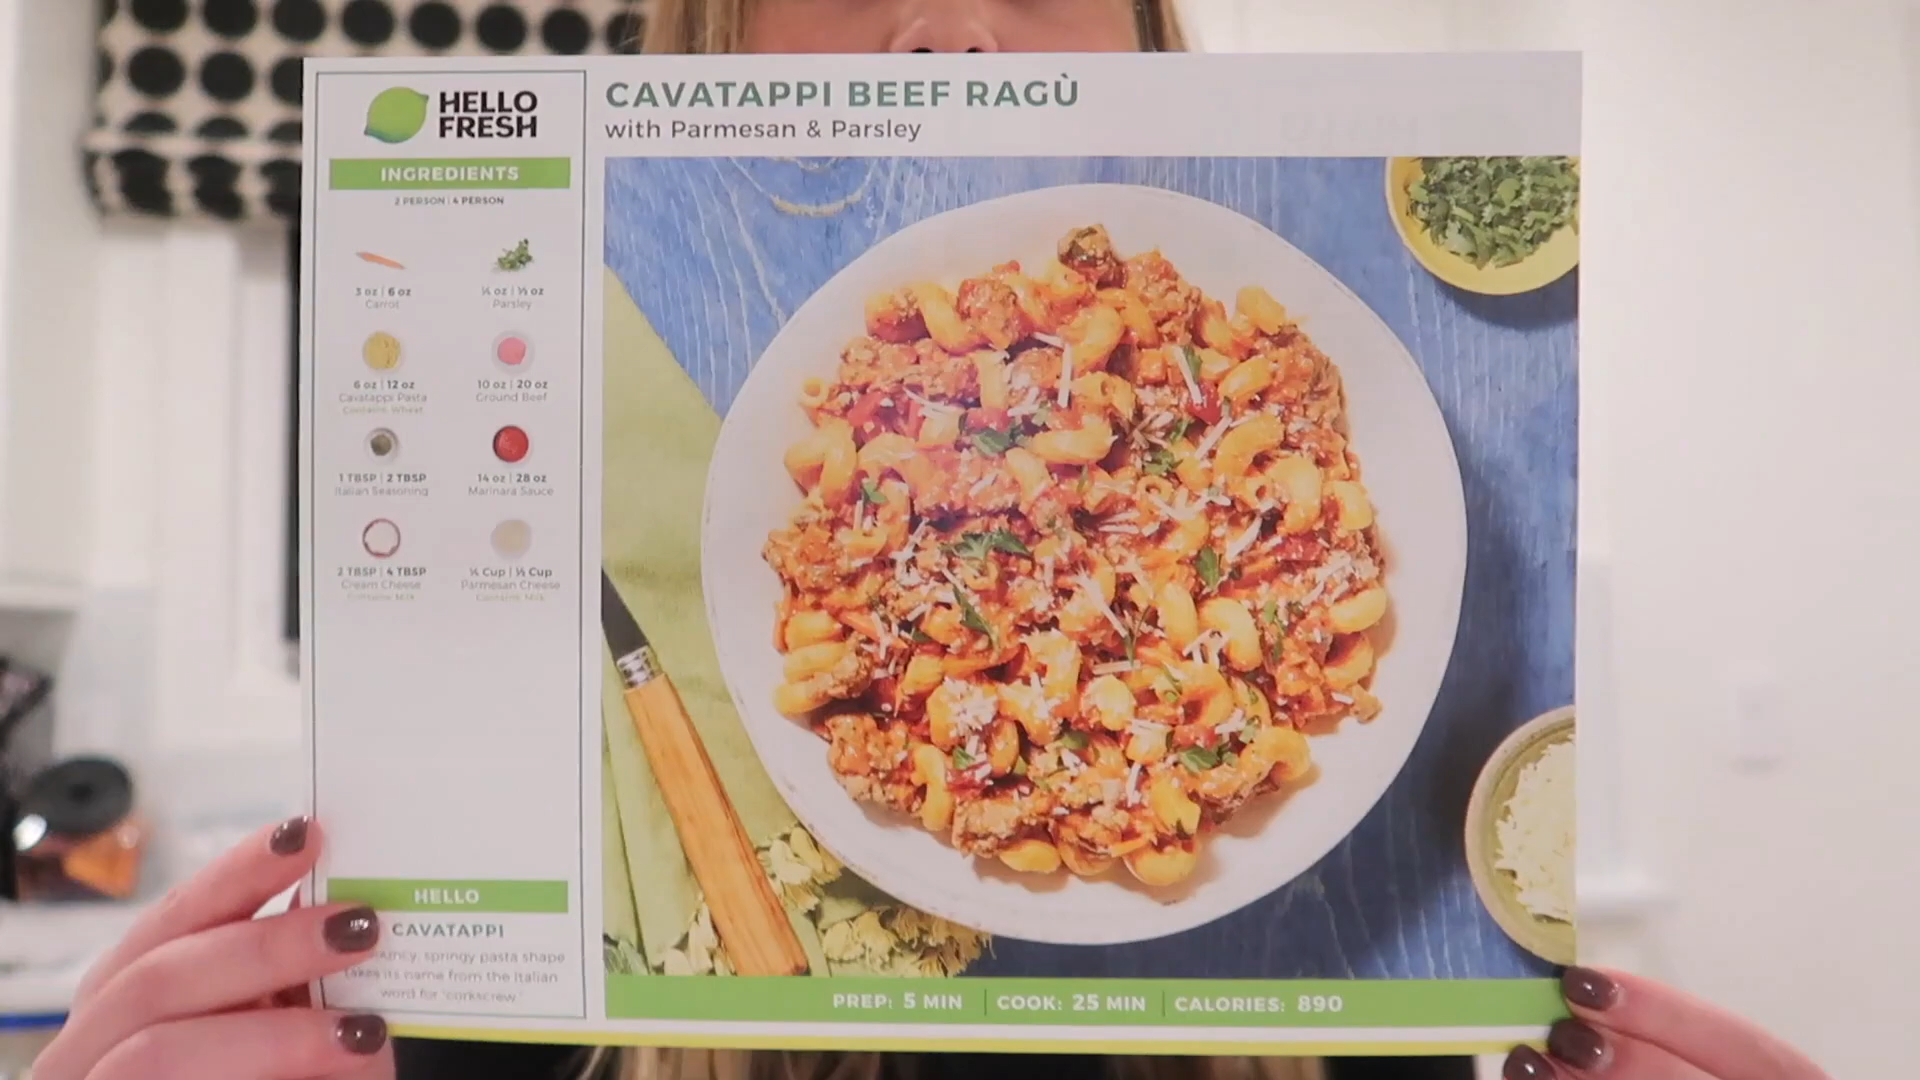 HELLO
FRESH
INGREDIENTS
2 PERSON | 4 PERSON
3 oz | 6 oz
Carrot
¼ oz | ½ oz
Parsley
6 oz | 12 oz
Cavatappi Pasta
Contains: Wheat
10 oz | 20 oz
Ground Beef
1 TBSP | 2 TBSP
Italian Seasoning
14 oz | 28 oz
Marinara Sauce
2 TBSP | 4 TBSP
Cream Cheese
Contains: Milk
¼ Cup | ½ Cup
Parmesan Cheese
Contains: Milk
HELLO
CAVATAPPI
springy pasta shape
takes its name from the Italian
word for "corkscrew."
CAVATAPPI BEEF RAGÙ
with Parmesan & Parsley
PREP: 5 MIN | COOK: 25 MIN | CALORIES: 890